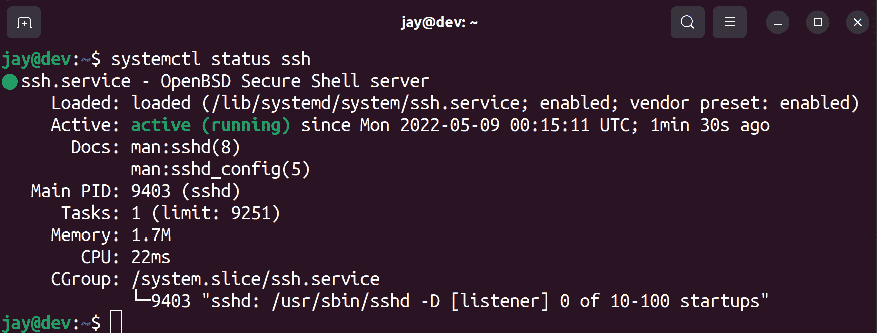 jay@dev: ~
jay@dev:~$ systemctl status ssh
●ssh.service - OpenBSD Secure Shell server
Loaded: loaded (/lib/systemd/system/ssh.service; enabled; vendor preset: enabled)
Active: active (running) since Mon 2022-05-09 00:15:11 UTC; 1min 30s ago
Docs: man:sshd(8)
man:sshd_config(5)
Main PID: 9403 (sshd)
Tasks: 1 (limit: 9251)
Memory: 1.7M
CPU: 22ms
CGroup: /system.slice/ssh.service
└─9403 "sshd: /usr/sbin/sshd -D [listener] 0 of 10-100 startups"
jay@dev:~$